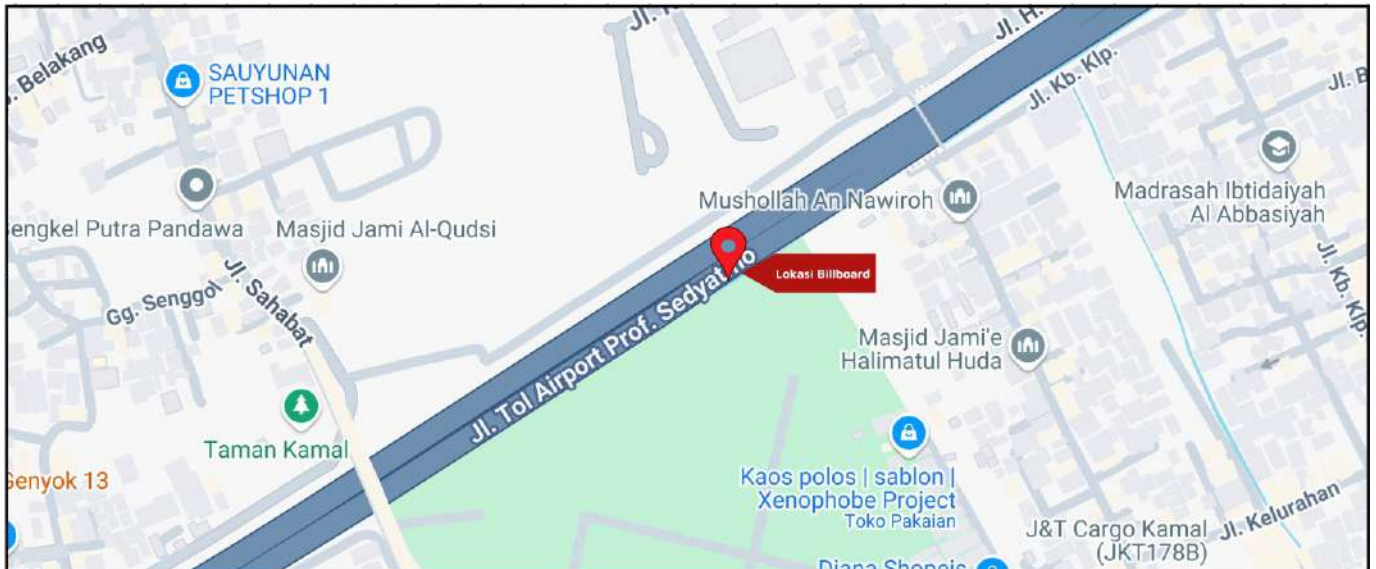 Belakang
SAUYUNAN
PETSHOP 1
Jl. H.
Jl. Kb. Klp.
Mushollah An Nawiroh
Madrasah Ibtidaiyah
Al Abbasiyah
engkel Putra Pandawa
Masjid Jami Al-Qudsi
Gg. Senggol
Jl. Sahabat
Lokasi Billboard
Jl. Tol Airport Prof. Sedyatmo
Jl. Kb. Klp.
Masjid Jami'e
Halimatul Huda
Taman Kamal
Genyok 13
Kaos polos | sablon |
Xenophobe Project
Toko Pakaian
J&T Cargo Kamal
(JKT178B)
Jl. Kelurahan